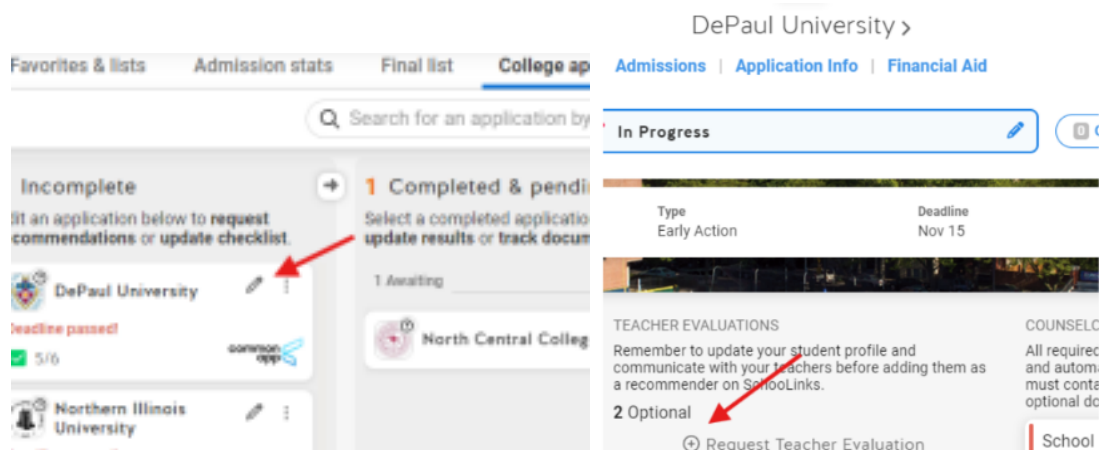 Favorites & lists Admission stats Final list College ap
Search for an application by
Incomplete
dit an application below to request
commendations or update checklist.
DePaul University
Deadline passed!
5/6
common app
Northern Illinois
University
1 Completed & pendi
Select a completed applicatio
update results or track docum
1 Awaiting
North Central Colleg
DePaul University >
Admissions | Application Info | Financial Aid
In Progress
0
Type
Early Action
Deadline
Nov 15
TEACHER EVALUATIONS
Remember to update your student profile and
communicate with your teachers before adding them as
a recommender on SchooLinks.
2 Optional
Request Teacher Evaluation
COUNSELO
All required
and automa
must conta
optional do
School